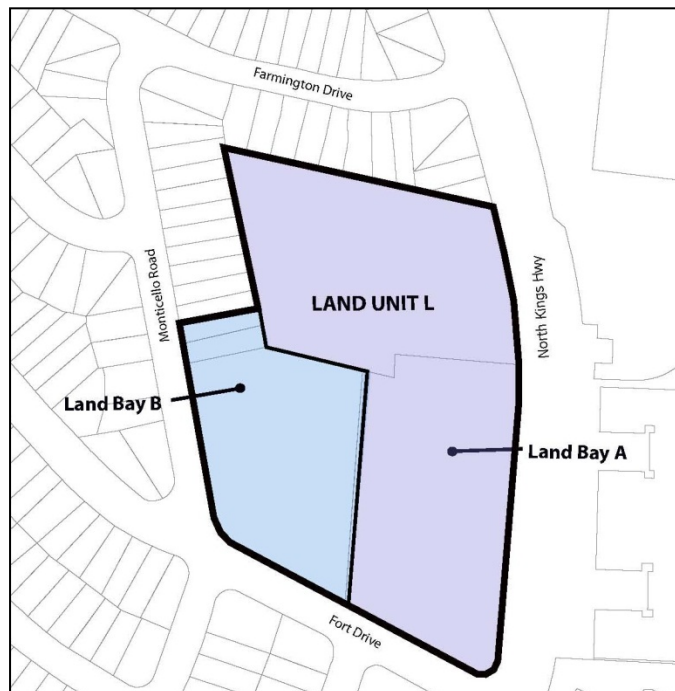 Farmington Drive
Monticello Road
North Kings Hwy
LAND UNIT L
Land Bay B
Land Bay A
Fort Drive